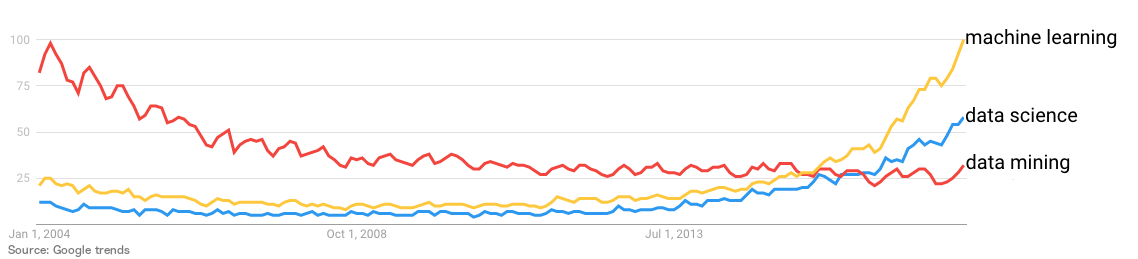 100
machine learning
75
data science
50
data mining
25
Jan 1, 2004 Oct 1, 2008 Jul 1, 2013
Source: Google trends